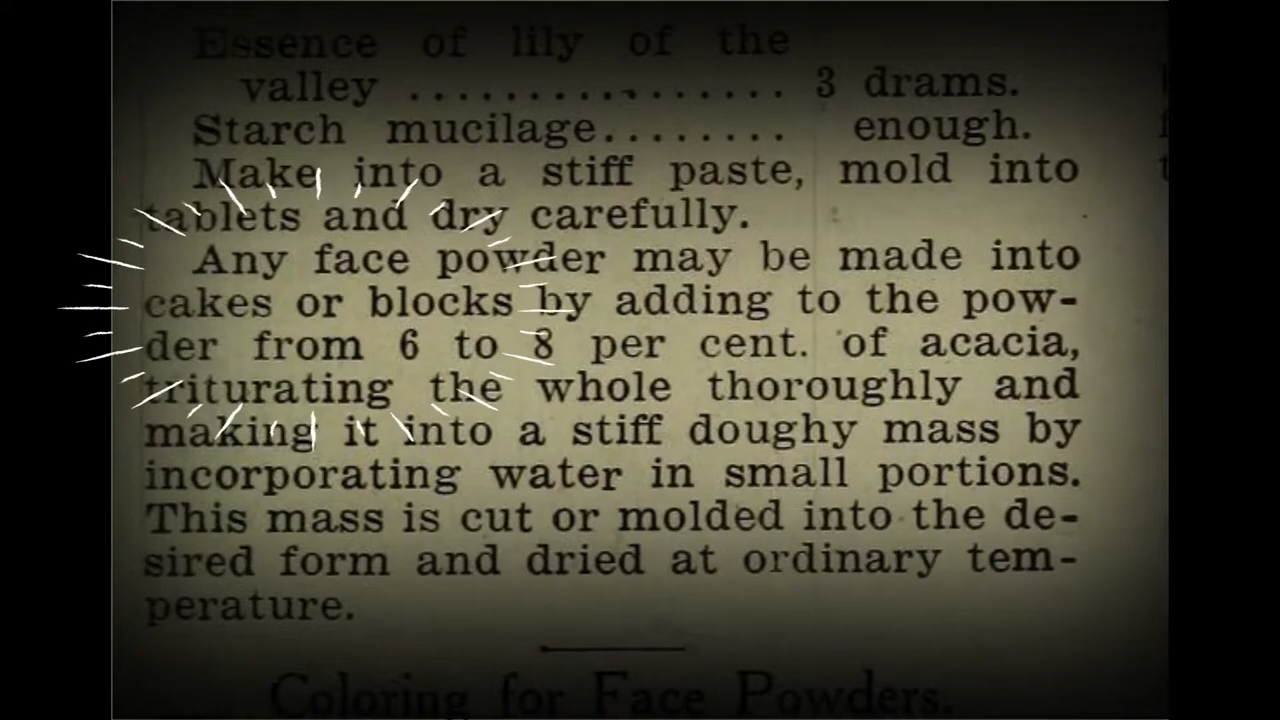 Essence of lily of the
valley ................ 3 drams.
Starch mucilage........ enough.
Make into a stiff paste, mold into
tablets and dry carefully.
Any face powder may be made into
cakes or blocks by adding to the pow-
der from 6 to 8 per cent. of acacia,
triturating the whole thoroughly and
making it into a stiff doughy mass by
incorporating water in small portions.
This mass is cut or molded into the de-
sired form and dried at ordinary tem-
perature.
Coloring for Face Powders.